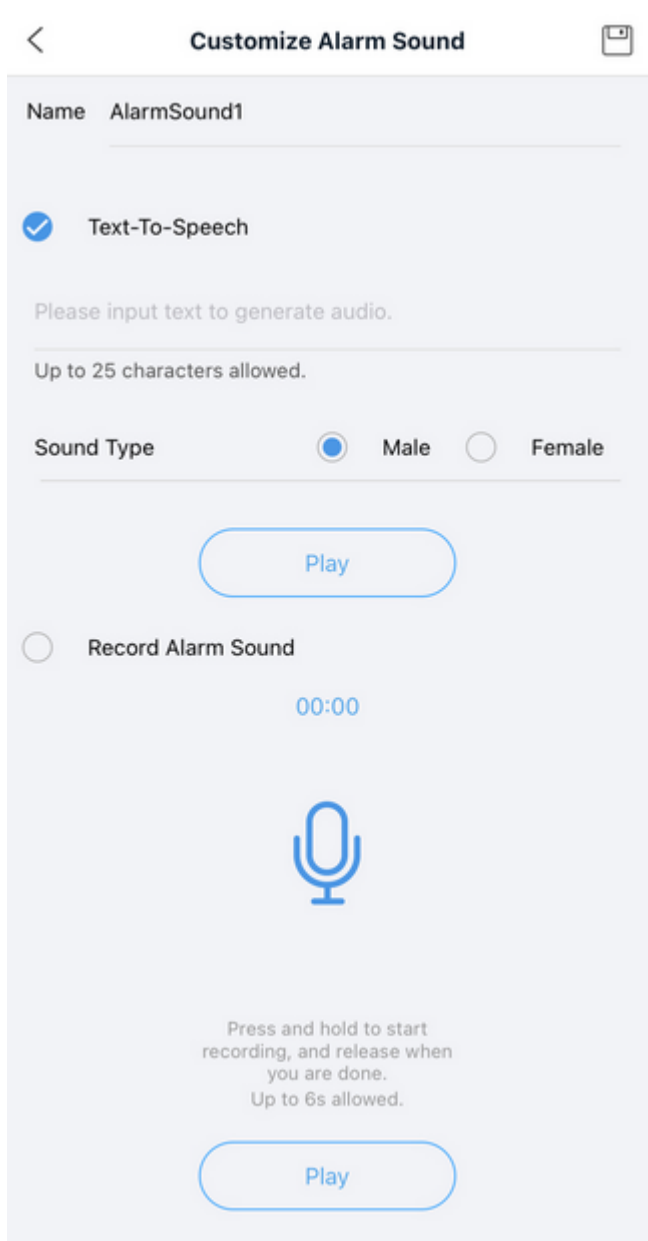 Customize Alarm Sound
Name AlarmSound1
Text-To-Speech
Please input text to generate audio.
Up to 25 characters allowed.
Sound Type Male Female
Play
Record Alarm Sound
00:00
Press and hold to start
recording, and release when
you are done.
Up to 6s allowed.
Play